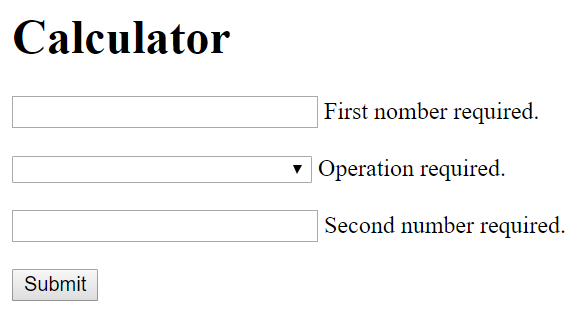 Calculator
First nomber required.
Operation required.
Second number required.
Submit